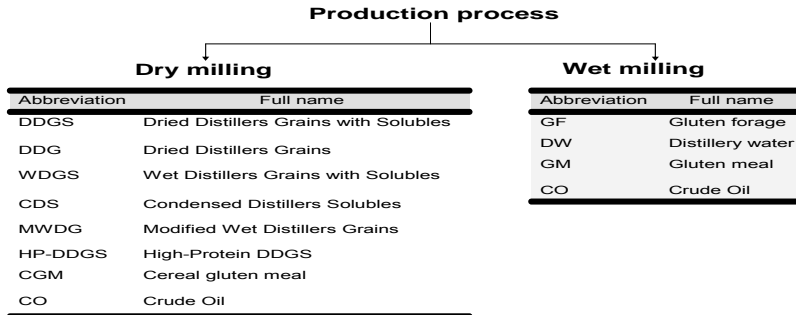 Production process
Dry milling
Abbreviation Full name
DDGS Dried Distillers Grains with Solubles
DDG Dried Distillers Grains
WDGS Wet Distillers Grains with Solubles
CDS Condensed Distillers Solubles
MWDG Modified Wet Distillers Grains
HP-DDGS High-Protein DDGS
CGM Cereal gluten meal
CO Crude Oil
Wet milling
Abbreviation Full name
GF Gluten forage
DW Distillery water
GM Gluten meal
CO Crude Oil